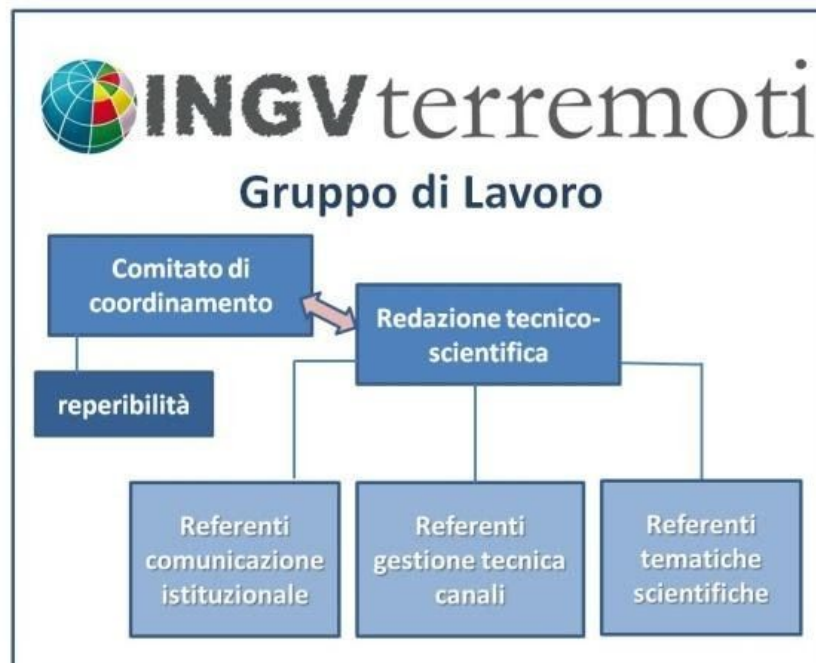 INGVterremoti
Gruppo di Lavoro
Comitato di
coordinamento
Redazione tecnico-
scientifica
reperibilità
Referenti
comunicazione
istituzionale
Referenti
gestione tecnica
canali
Referenti
tematiche
scientifiche